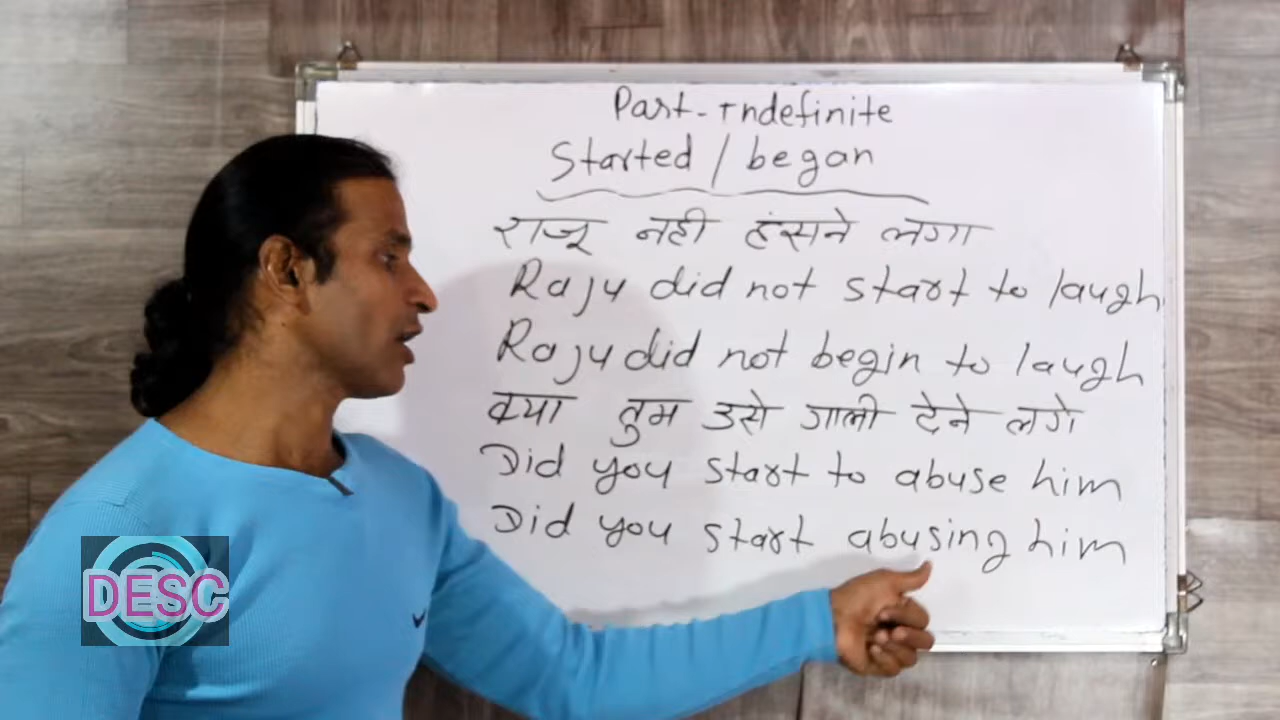 Past-Indefinite
Started / began
राजू नही हंसने लगा
Raju did not start to laugh
Raju did not begin to laugh
क्या तुम उसे गाली देने लगे
Did you start to abuse him
Did you start abusing him
DESC